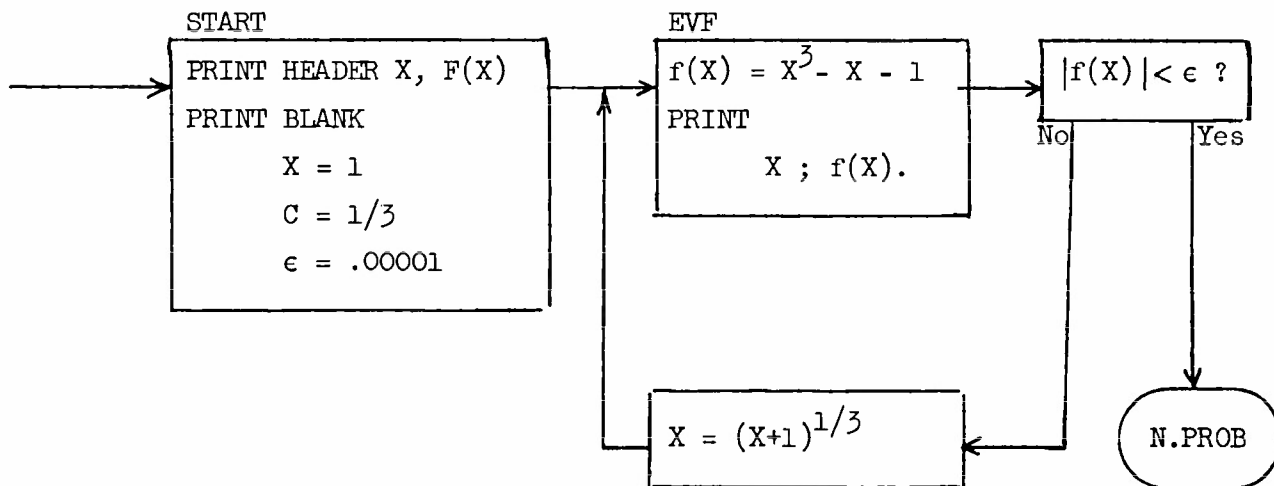 START
PRINT HEADER X, F(X)
PRINT BLANK
X = 1
C = 1/3
ϵ = .00001
EVF
f(X) = X³- X - 1
PRINT
X ; f(X).
|f(X)|< ϵ ?
No
Yes
X = (X+1)^1/3
N.PROB